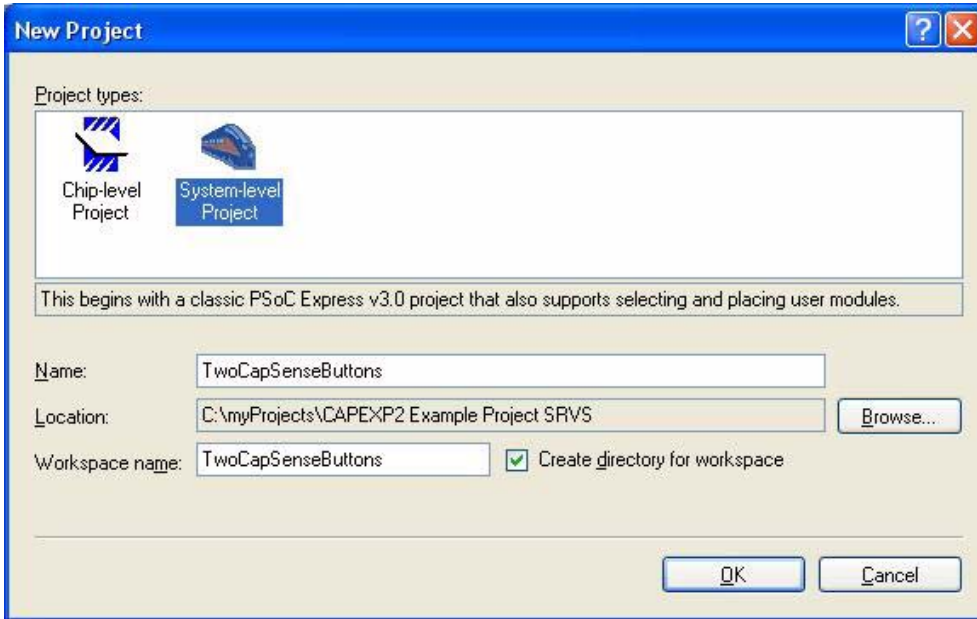 New Project
Project types:
Chip-level
Project
System-level
Project
This begins with a classic PSoC Express v3.0 project that also supports selecting and placing user modules.
Name: TwoCapSenseButtons
Location: C:\myProjects\CAPEXP2 Example Project SRVS Browse...
Workspace name: TwoCapSenseButtons Create directory for workspace
OK Cancel